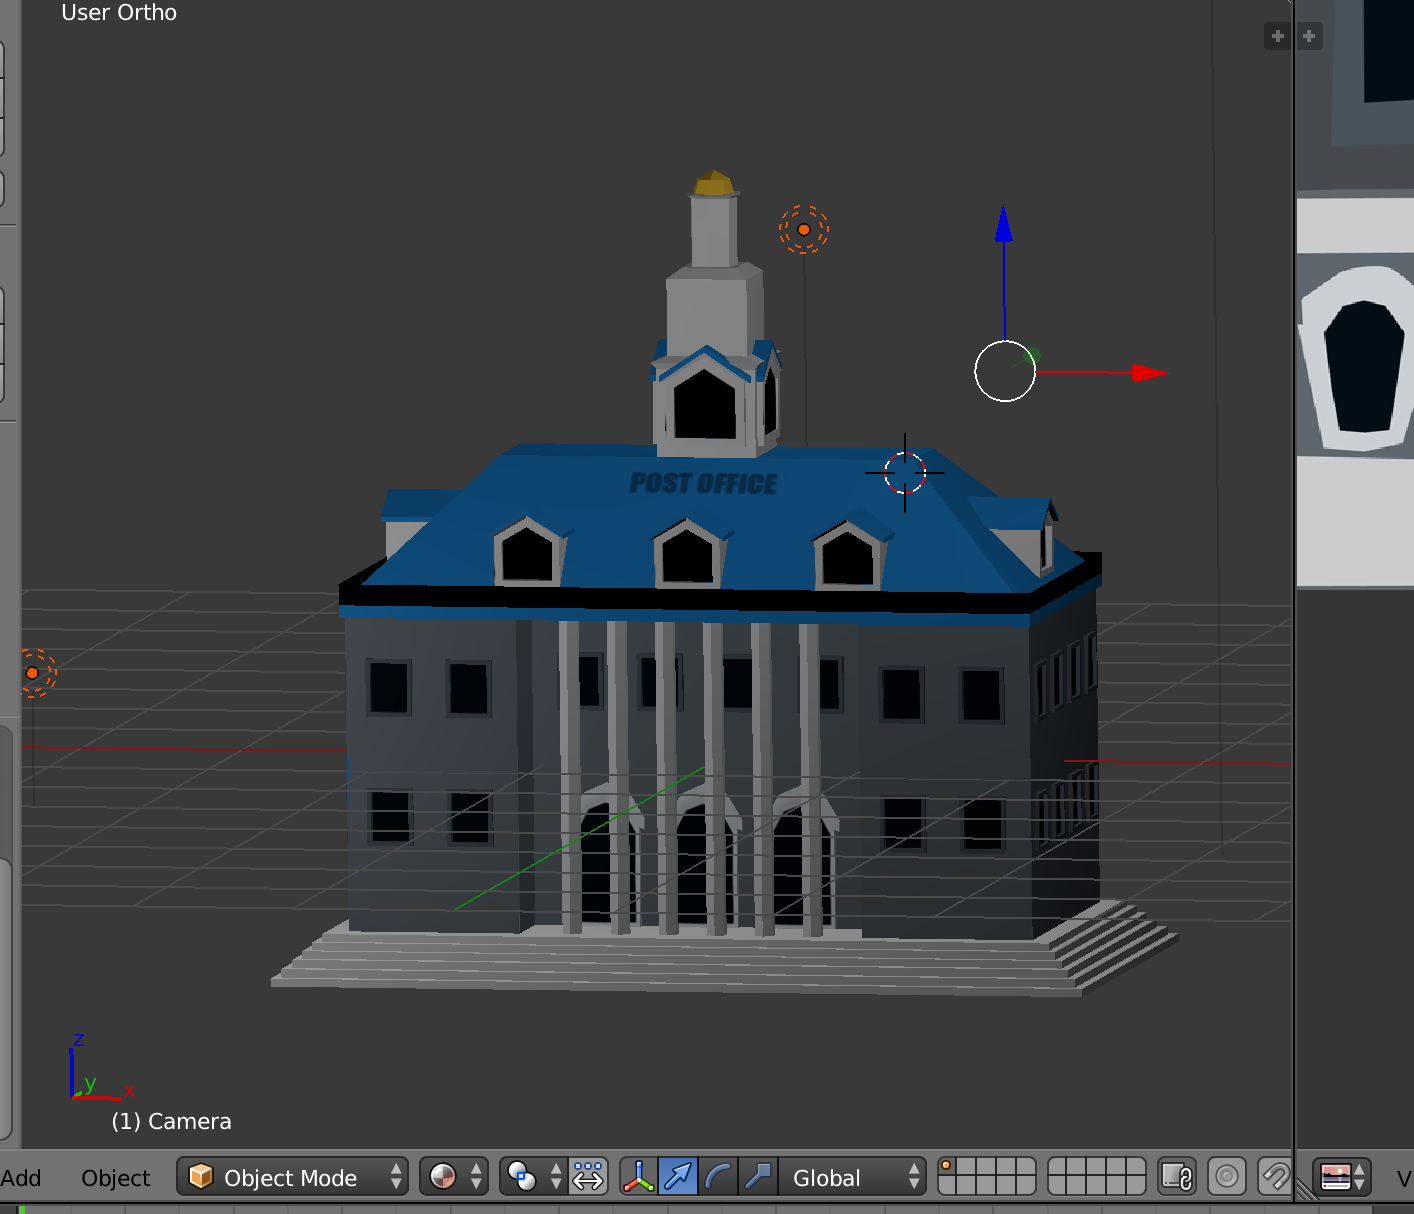 User Ortho
POST OFFICE
z
y
x
(1) Camera
Add Object Object Mode Global V